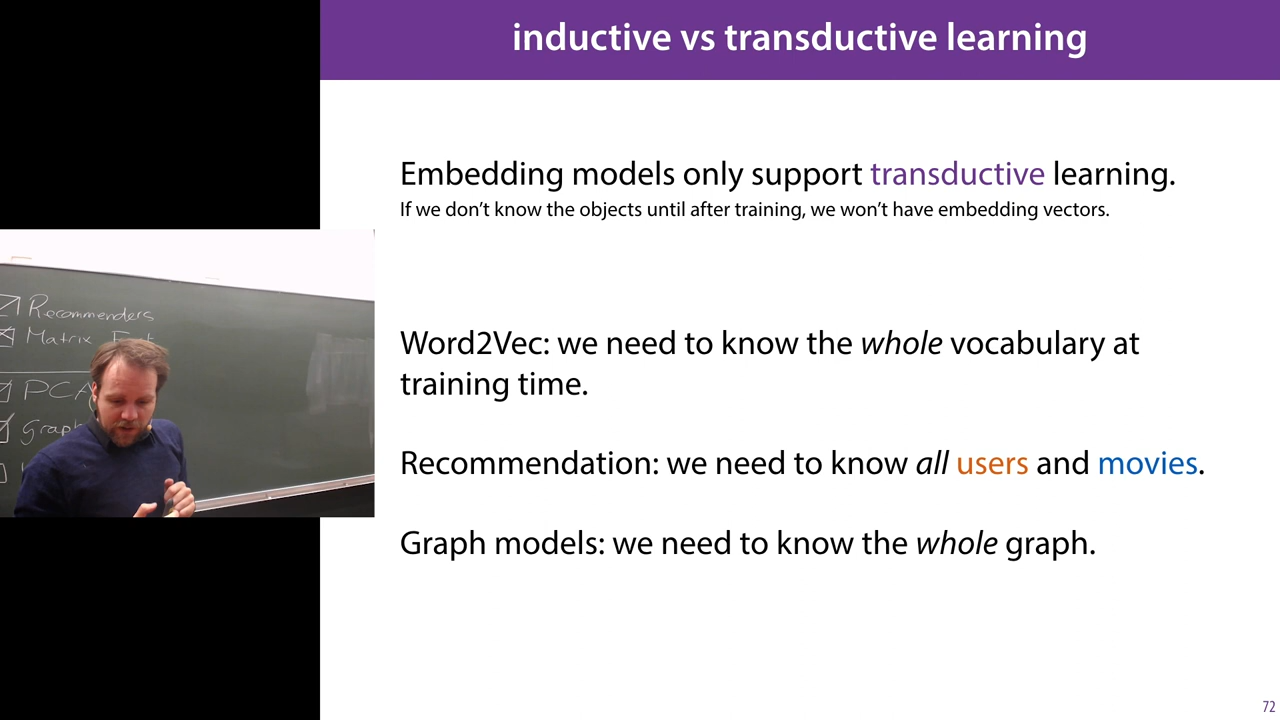 inductive vs transductive learning
Embedding models only support transductive learning.
If we don’t know the objects until after training, we won’t have embedding vectors.
Word2Vec: we need to know the whole vocabulary at
training time.
Recommendation: we need to know all users and movies.
Graph models: we need to know the whole graph.
72
Recommenders
Matrix
PCA